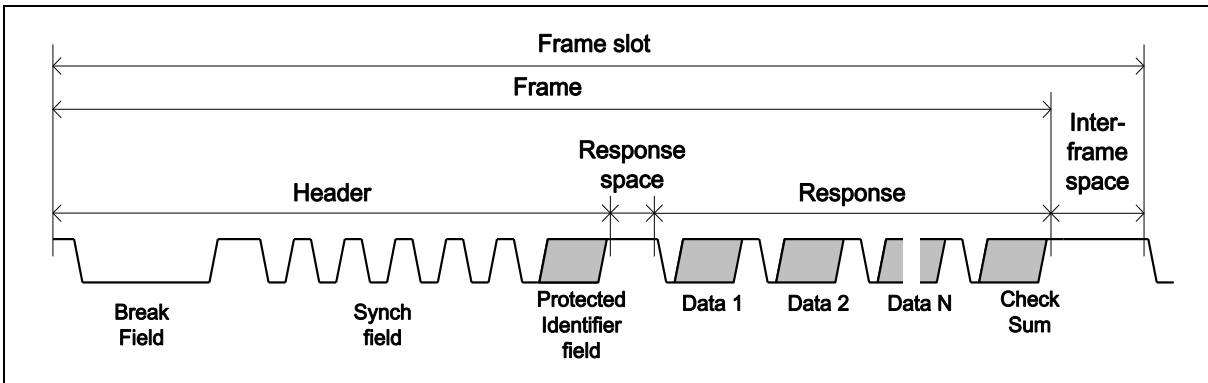 Frame slot
Frame
Inter-
frame
space
Response
space
Header
Response
Break
Field
Synch
field
Protected
Identifier
field
Data 1
Data 2
Data N
Check
Sum